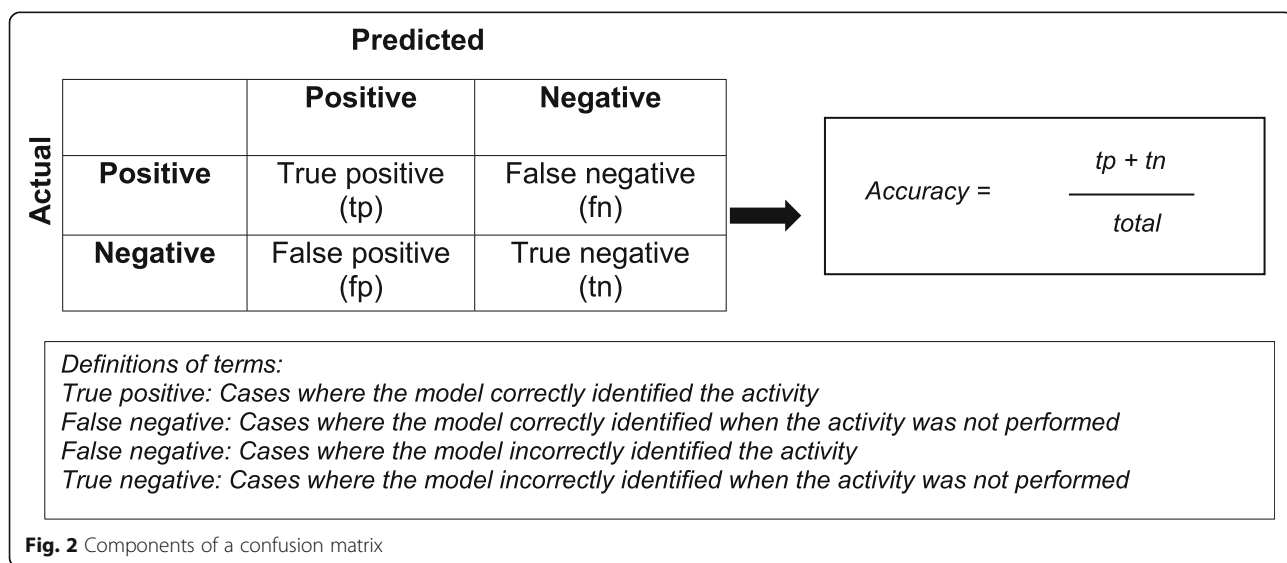 Predicted
Actual
Positive Negative
Positive True positive (tp) False negative (fn)
Negative False positive (fp) True negative (tn)
Accuracy = tp + tn
total
Definitions of terms:
True positive: Cases where the model correctly identified the activity
False negative: Cases where the model correctly identified when the activity was not performed
False negative: Cases where the model incorrectly identified the activity
True negative: Cases where the model incorrectly identified when the activity was not performed
Fig. 2 Components of a confusion matrix